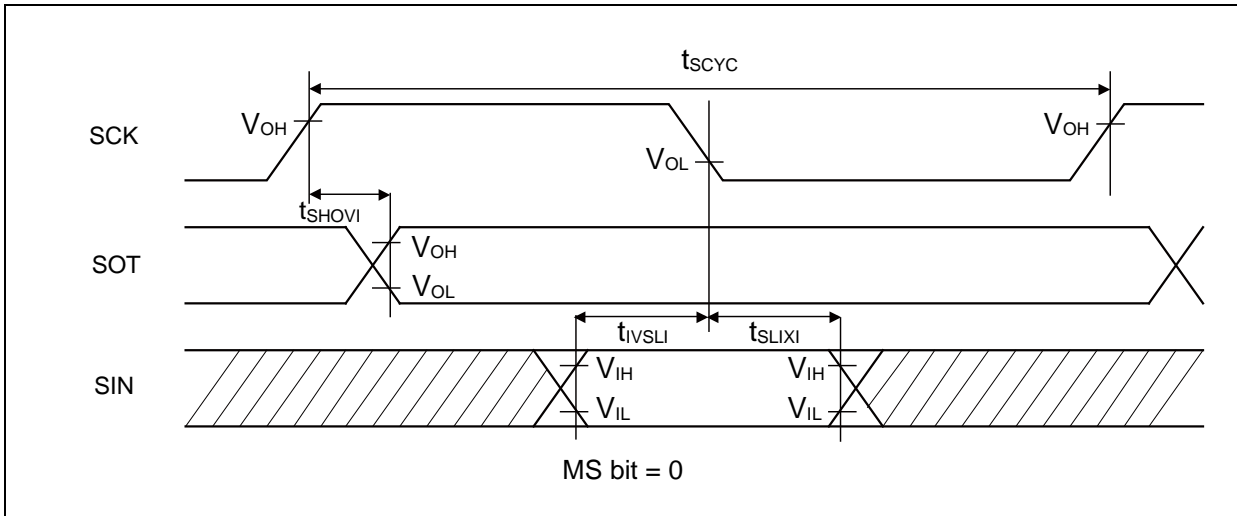 tSCYC
SCK
VOH
VOL
VOH
tSHOVI
SOT
VOH
VOL
tIVSLI
tSLIXI
SIN
VIH
VIH
VIL
VIL
MS bit = 0